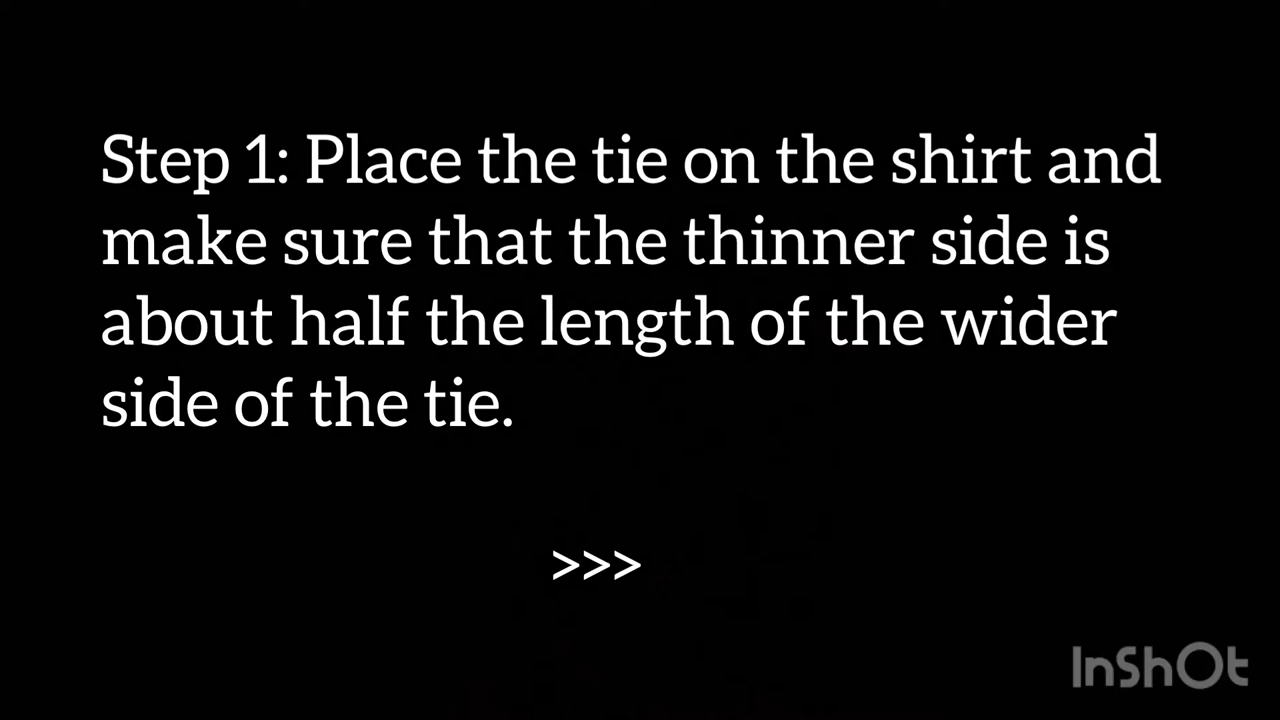 Step 1: Place the tie on the shirt and
make sure that the thinner side is
about half the length of the wider
side of the tie.
>>>
InShOt